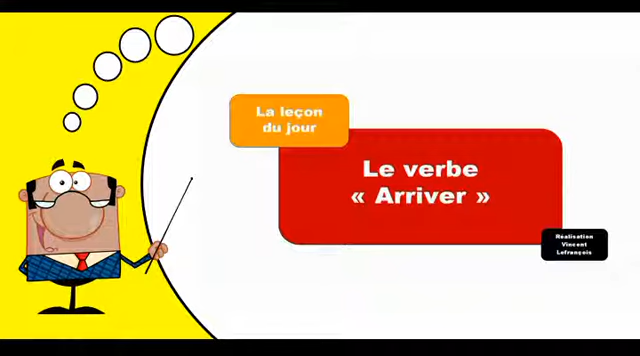 La leçon
du jour
Le verbe
« Arriver »
Réalisation
Vincent
Lefrançois